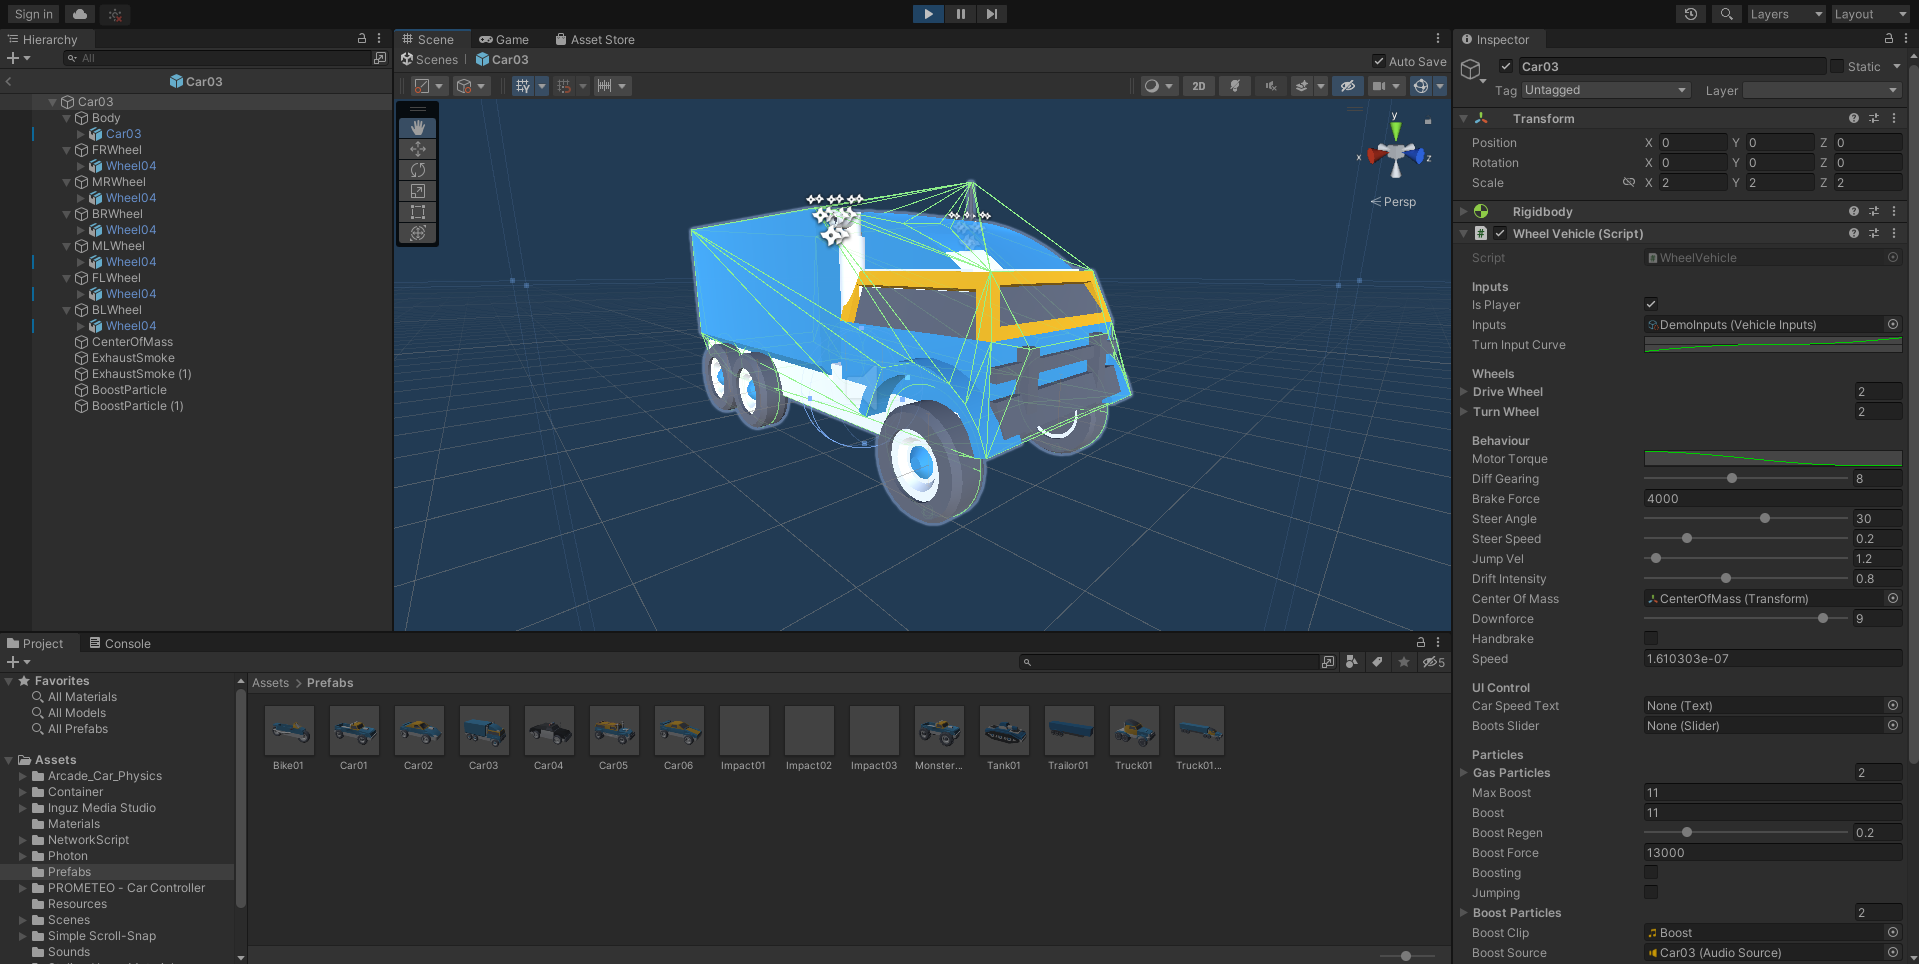 Sign in
Layers
Layout
Hierarchy
All
Car03
Car03
Body
Car03
FRWheel
Wheel04
MRWheel
Wheel04
BRWheel
Wheel04
MLWheel
Wheel04
FLWheel
Wheel04
BLWheel
Wheel04
CenterOfMass
ExhaustSmoke
ExhaustSmoke (1)
BoostParticle
BoostParticle (1)
Scene Game Asset Store
Scenes | Car03
Auto Save
2D
y
x z
Persp
Inspector
Car03 Static
Tag Untagged Layer
Transform
Position X 0 Y 0 Z 0
Rotation X 0 Y 0 Z 0
Scale X 2 Y 2 Z 2
Rigidbody
# Wheel Vehicle (Script)
Script # WheelVehicle
Inputs
Is Player
Inputs DemoInputs (Vehicle Inputs)
Turn Input Curve
Wheels
Drive Wheel 2
Turn Wheel 2
Behaviour
Motor Torque
Diff Gearing 8
Brake Force 4000
Steer Angle 30
Steer Speed 0.2
Jump Vel 1.2
Drift Intensity 0.8
Center Of Mass CenterOfMass (Transform)
Downforce 9
Handbrake
Speed 1.610303e-07
UI Control
Car Speed Text None (Text)
Boots Slider None (Slider)
Particles
Gas Particles 2
Max Boost 11
Boost 11
Boost Regen 0.2
Boost Force 13000
Boosting
Jumping
Boost Particles 2
Boost Clip Boost
Boost Source Car03 (Audio Source)
Project Console
5
Favorites
All Materials
All Models
All Prefabs
Assets
Arcade_Car_Physics
Container
Inguz Media Studio
Materials
NetworkScript
Photon
Prefabs
PROMETEO - Car Controller
Resources
Scenes
Simple Scroll-Snap
Sounds
Assets > Prefabs
Bike01 Car01 Car02 Car03 Car04 Car05 Car06 Impact01 Impact02 Impact03 Monster... Tank01 Trailor01 Truck01 Truck01...